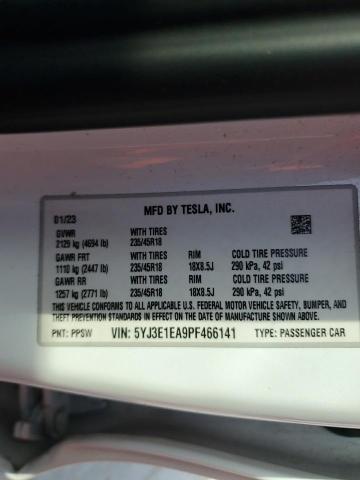 MFD BY TESLA, INC.
01/23
GVWR WITH TIRES
2129 kg (4694 lb) 235/45R18
GAWR FRT WITH TIRES RIM COLD TIRE PRESSURE
1110 kg (2447 lb) 235/45R18 18X8.5J 290 kPa, 42 psi
GAWR RR WITH TIRES RIM COLD TIRE PRESSURE
1257 kg (2771 lb) 235/45R18 18X8.5J 290 kPa, 42 psi
THIS VEHICLE CONFORMS TO ALL APPLICABLE U.S. FEDERAL MOTOR VEHICLE SAFETY, BUMPER, AND
THEFT PREVENTION STANDARDS IN EFFECT ON THE DATE OF MANUFACTURE SHOWN ABOVE.
PNT: PPSW VIN: 5YJ3E1EA9PF466141 TYPE: PASSENGER CAR